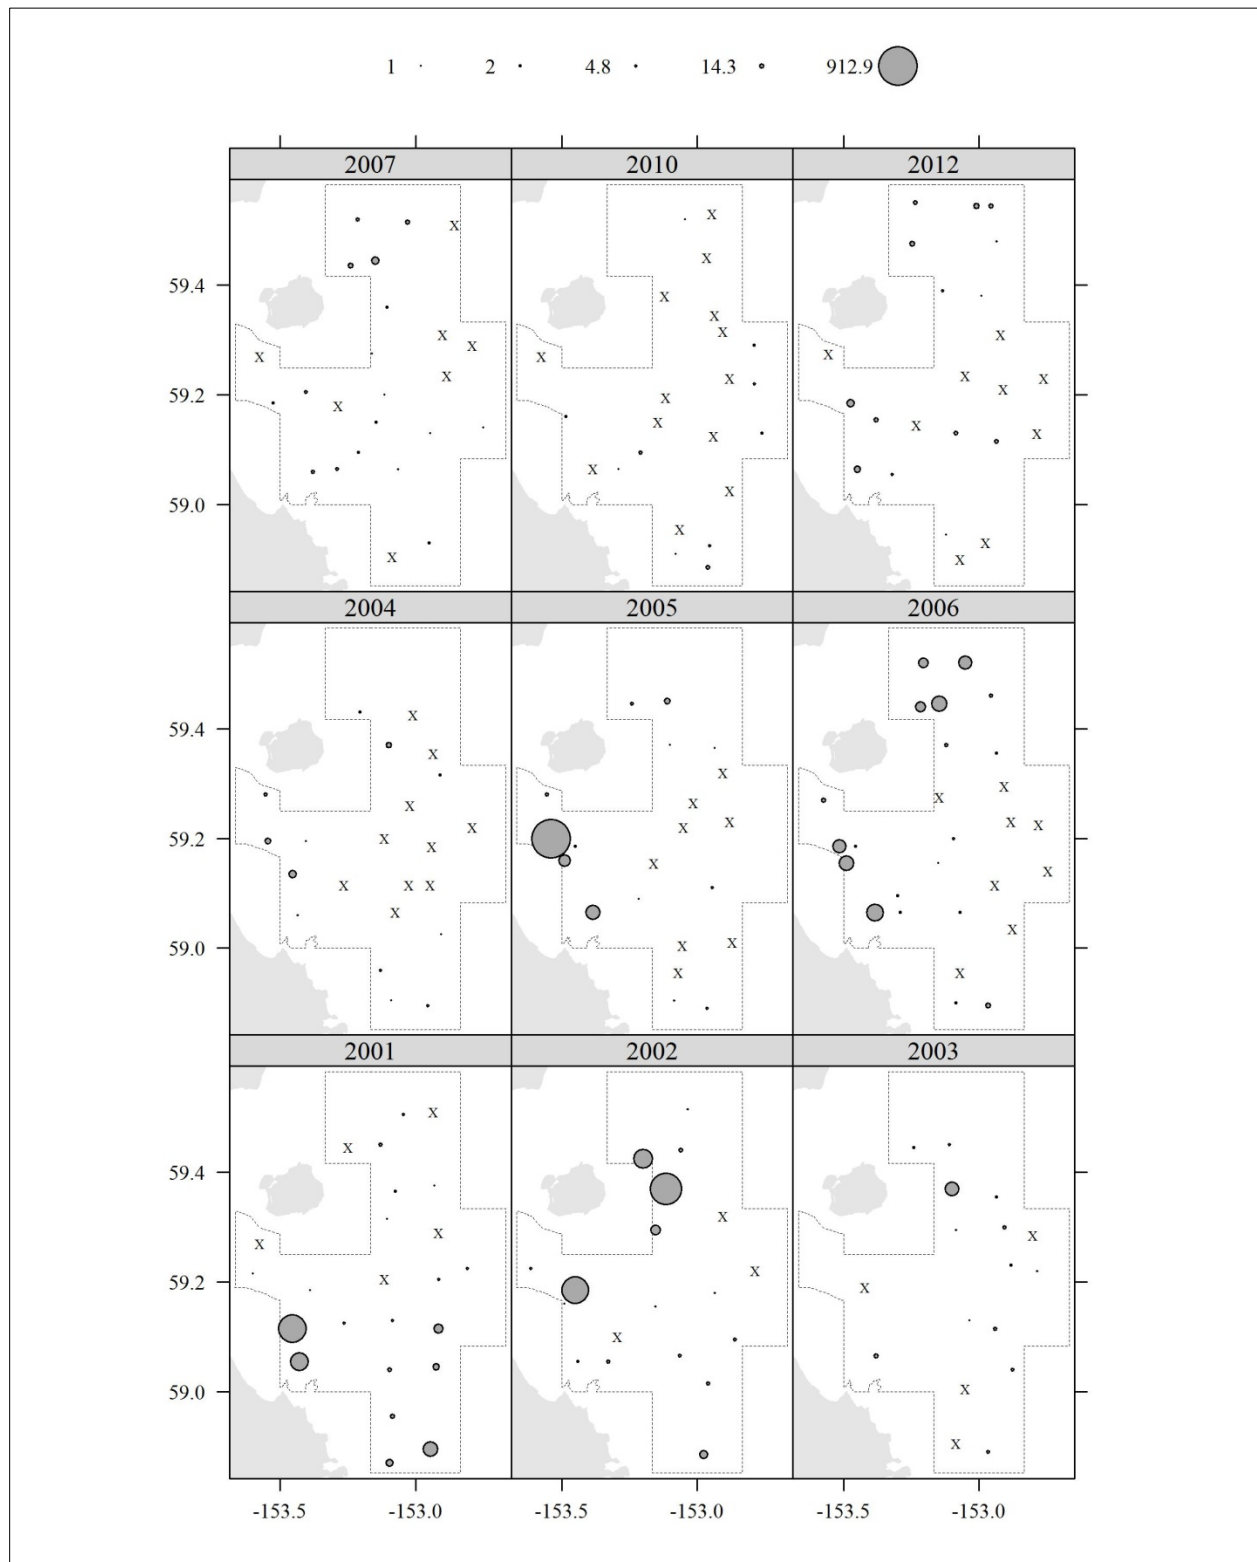 1 2 4.8 14.3 912.9
2007 2010 2012
X X
X
59.4 X X
X X X X X
X X X X X X
X X X
59.2 X X X X
X X X X
X
59.0 X
X X X X
2004 2005 2006
X
59.4 X
X X
X X X
X X X X X
59.2 X X
X
X X X X X
X X
59.0 X X
X X
2001 2002 2003
X
X
59.4
X
X X X
X X
59.2 X
X
59.0 X
X
-153.5 -153.0 -153.5 -153.0 -153.5 -153.0